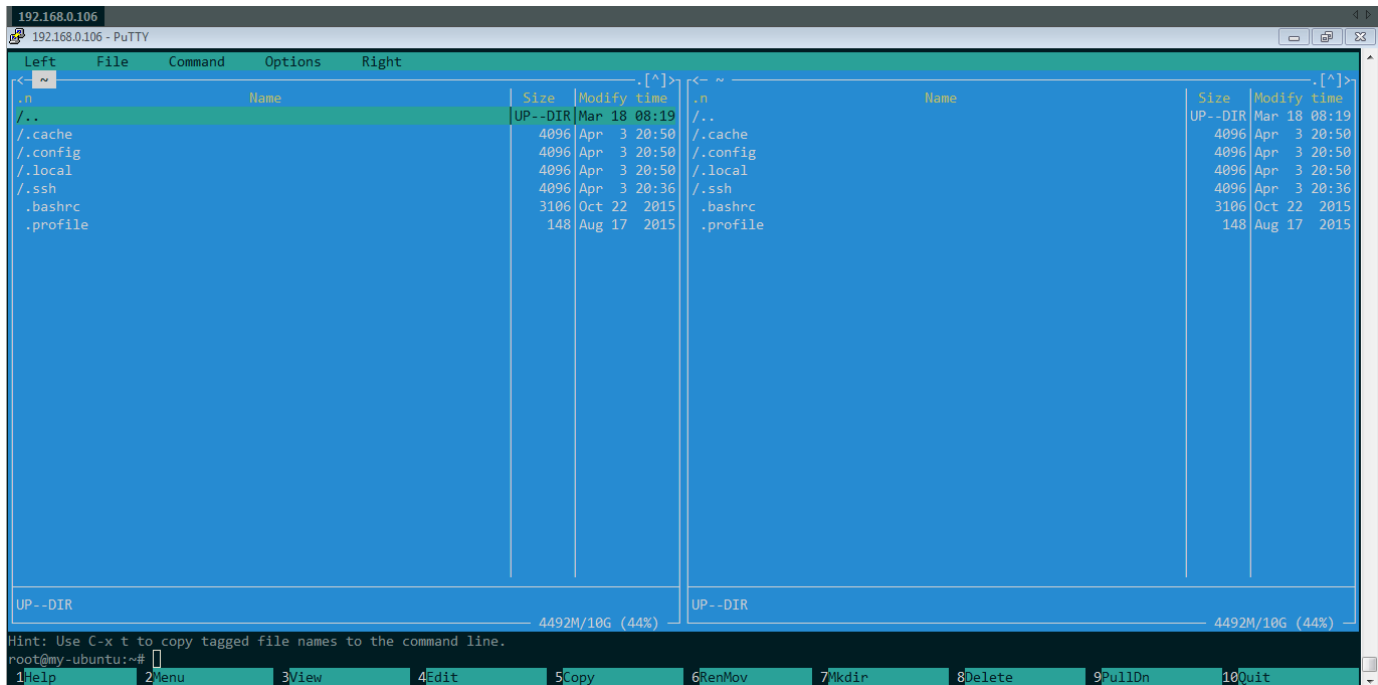 192.168.0.106
192.168.0.106 - PuTTY
Left File Command Options Right
<- ~ .[^]> <- ~ .[^]>
.n Name Size Modify time .n Name Size Modify time
/.. UP--DIR Mar 18 08:19 /.. UP--DIR Mar 18 08:19
/.cache 4096 Apr 3 20:50 /.cache 4096 Apr 3 20:50
/.config 4096 Apr 3 20:50 /.config 4096 Apr 3 20:50
/.local 4096 Apr 3 20:50 /.local 4096 Apr 3 20:50
/.ssh 4096 Apr 3 20:36 /.ssh 4096 Apr 3 20:36
.bashrc 3106 Oct 22 2015 .bashrc 3106 Oct 22 2015
.profile 148 Aug 17 2015 .profile 148 Aug 17 2015
UP--DIR UP--DIR
4492M/10G (44%) 4492M/10G (44%)
Hint: Use C-x t to copy tagged file names to the command line.
root@my-ubuntu:~#
1Help 2Menu 3View 4Edit 5Copy 6RenMov 7Mkdir 8Delete 9PullDn 10Quit